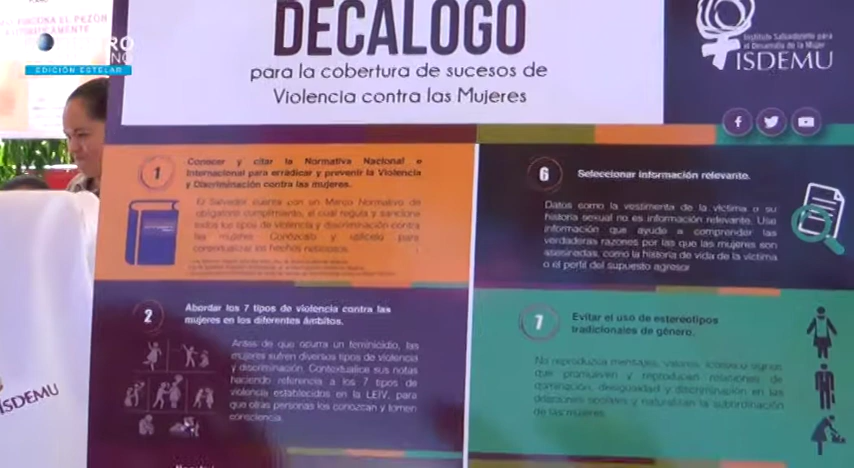 EDICIÓN ESTELAR
DECÁLOGO
para la cobertura de sucesos de
Violencia contra las Mujeres
Instituto Salvadoreño para
el Desarrollo de la Mujer
ISDEMU
1
Conocer y citar la Normativa Nacional e
Internacional para erradicar y prevenir la Violencia
y Discriminación contra las mujeres.
El Salvador cuenta con un Marco Normativo de
obligatorio cumplimiento, el cual regula y sanciona
todos los tipos de violencia y discriminación contra
las mujeres. Conózcalo y utilícelo para
contextualizar los hechos noticiosos.
2
Abordar los 7 tipos de violencia contra las
mujeres en los diferentes ámbitos.
Antes de que ocurra un feminicidio, las
mujeres sufren diversos tipos de violencia
y discriminación. Contextualice sus notas
haciendo referencia a los 7 tipos de
violencia establecidos en la LEIV, para
que otras personas los conozcan y tomen
consciencia.
6
Seleccionar información relevante.
Datos como la vestimenta de la víctima o su
historia sexual no es información relevante. Use
información que ayude a comprender las
verdaderas razones por las que las mujeres son
asesinadas, como la historia de vida de la víctima
o el perfil del supuesto agresor
7
Evitar el uso de estereotipos
tradicionales de género.
No reproduzca mensajes, valores, íconos o signos
que promueven y reproducen relaciones de
dominación, desigualdad y discriminación en las
relaciones sociales y naturalizan la subordinación
de las mujeres.
ISDEMU